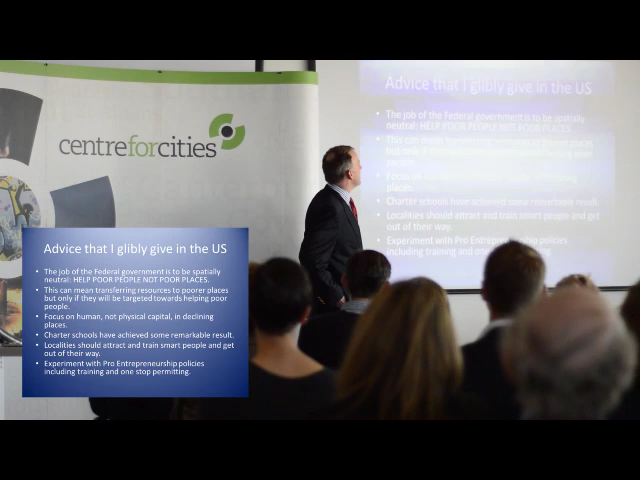 centreforcities
Advice that I glibly give in the US
• The job of the Federal government is to be spatially
neutral: HELP POOR PEOPLE NOT POOR PLACES.
• This can mean transferring resources to poorer places
but only if they will be targeted towards helping poor
people.
• Focus on human, not physical capital, in declining
places.
• Charter schools have achieved some remarkable result.
• Localities should attract and train smart people and get
out of their way.
• Experiment with Pro Entrepreneurship policies
including training and one stop permitting.
Advice that I glibly give in the US
• The job of the Federal government is to be spatially
neutral: HELP POOR PEOPLE NOT POOR PLACES.
• This can mean transferring resources to poorer places
but only if they will be targeted towards helping poor
people.
• Focus on human, not physical capital, in declining
places.
• Charter schools have achieved some remarkable result.
• Localities should attract and train smart people and get
out of their way.
• Experiment with Pro Entrepreneurship policies
including training and